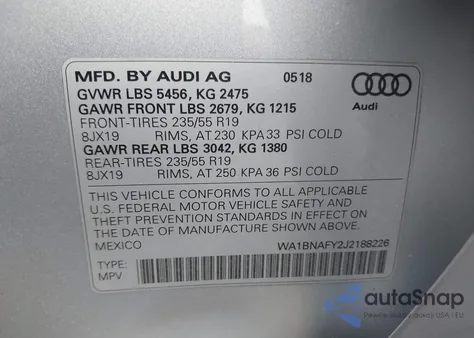 MFD. BY AUDI AG 0518
GVWR LBS 5456, KG 2475
GAWR FRONT LBS 2679, KG 1215
FRONT-TIRES 235/55 R19
8JX19 RIMS, AT 230 KPA 33 PSI COLD
GAWR REAR LBS 3042, KG 1380
REAR-TIRES 235/55 R19
8JX19 RIMS, AT 250 KPA 36 PSI COLD
Audi
THIS VEHICLE CONFORMS TO ALL APPLICABLE
U.S. FEDERAL MOTOR VEHICLE SAFETY AND
THEFT PREVENTION STANDARDS IN EFFECT ON
THE DATE OF MANUFACTURE SHOWN ABOVE
MEXICO WA1BNAFY2J2188226
TYPE:
MPV
autoSnap
Vehicle Auctions USA - EU